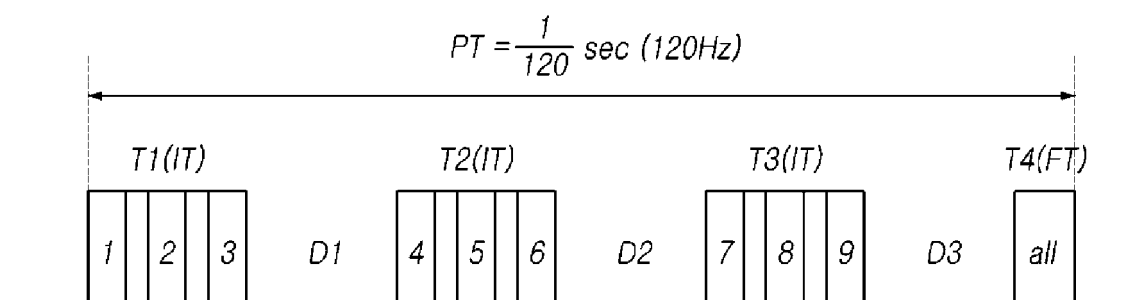 PT = 1/120 sec (120Hz)
T1(IT) T2(IT) T3(IT) T4(FT)
1 2 3 D1 4 5 6 D2 7 8 9 D3 all